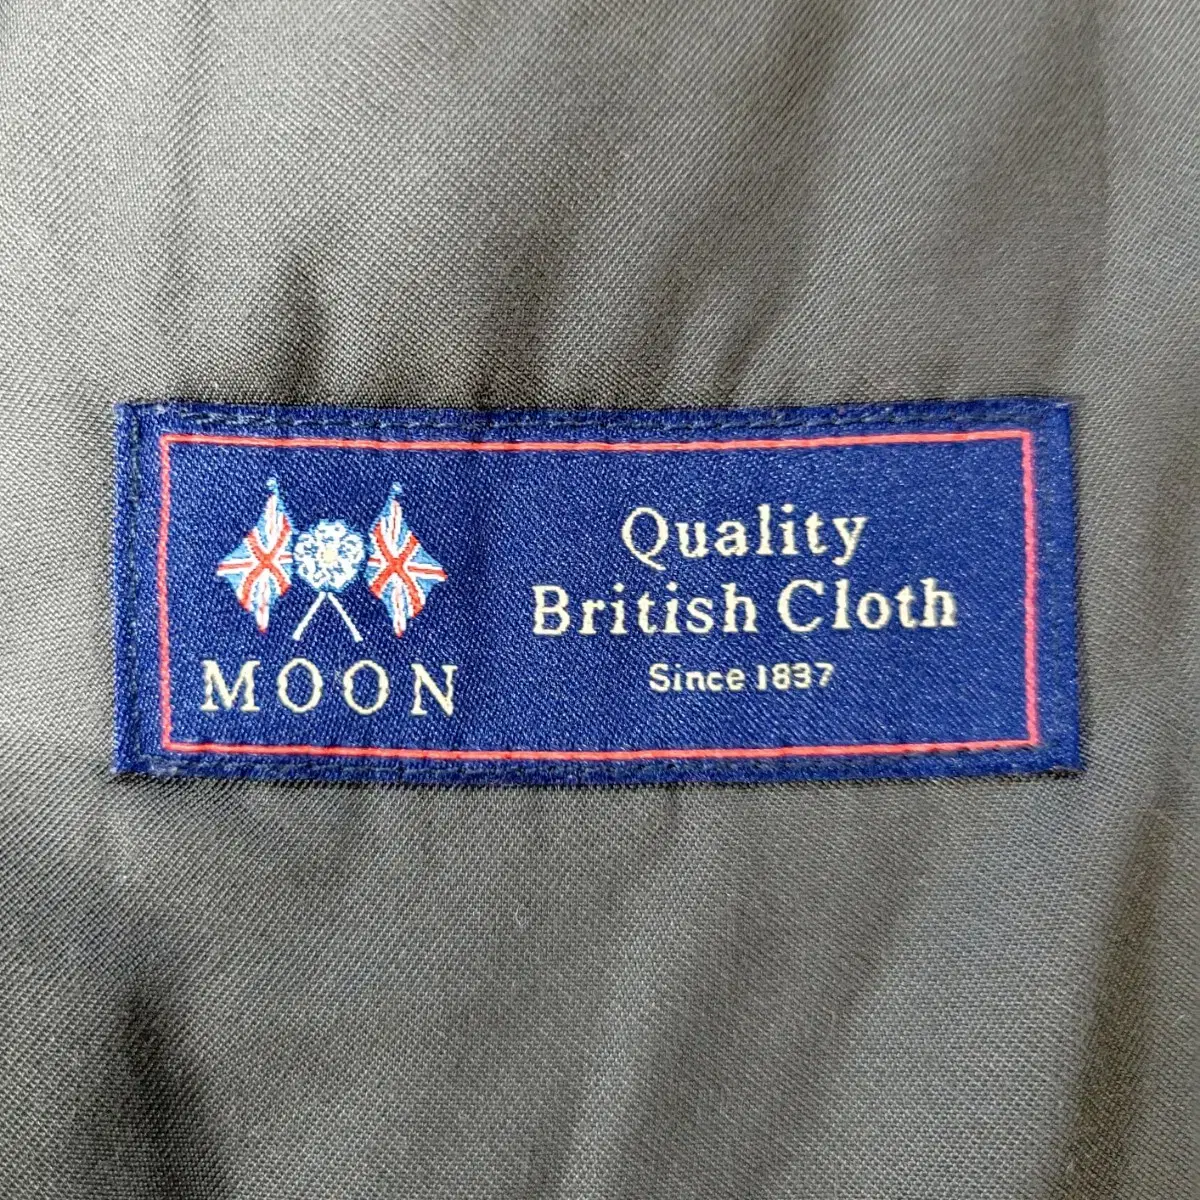 MOON
Quality
British Cloth
Since 1837